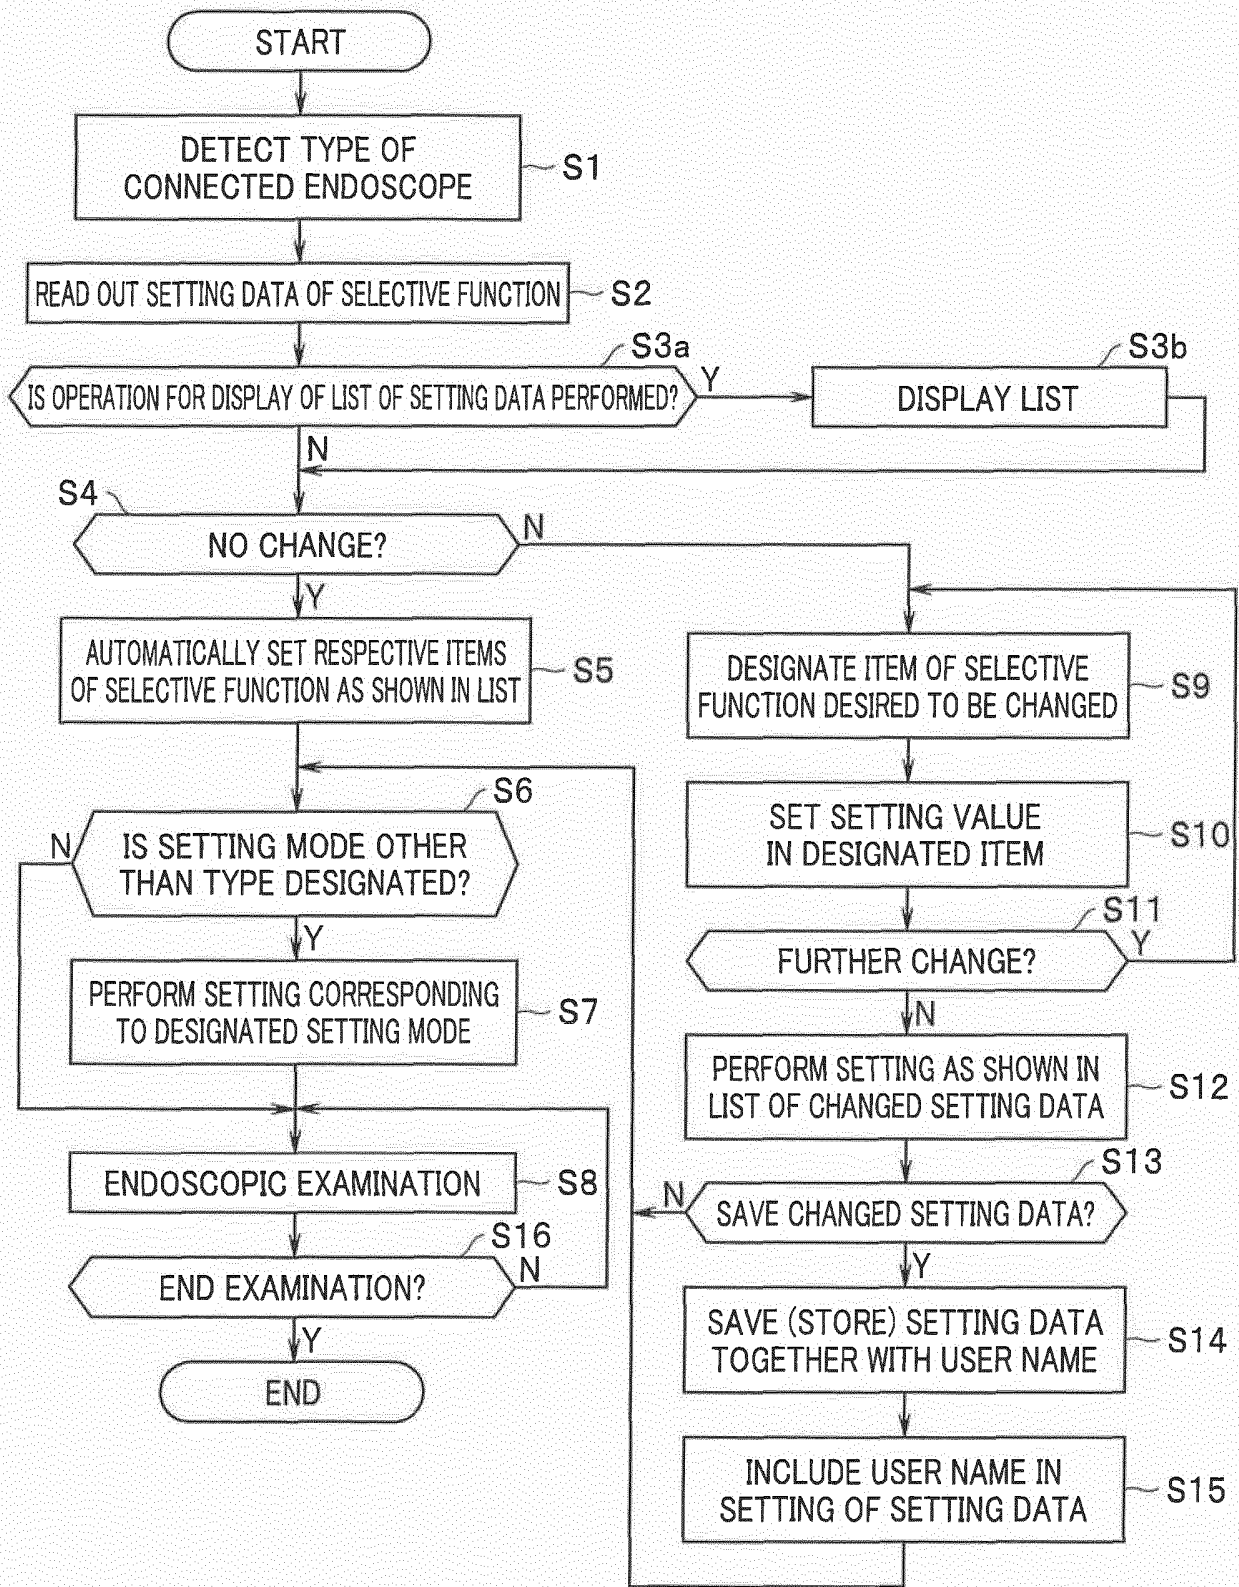 START
DETECT TYPE OF
CONNECTED ENDOSCOPE
S1
READ OUT SETTING DATA OF SELECTIVE FUNCTION
S2
S3a
IS OPERATION FOR DISPLAY OF LIST OF SETTING DATA PERFORMED?
Y
N
S3b
DISPLAY LIST
S4
NO CHANGE?
N
Y
AUTOMATICALLY SET RESPECTIVE ITEMS
OF SELECTIVE FUNCTION AS SHOWN IN LIST
S5
S6
N
IS SETTING MODE OTHER
THAN TYPE DESIGNATED?
Y
PERFORM SETTING CORRESPONDING
TO DESIGNATED SETTING MODE
S7
ENDOSCOPIC EXAMINATION
S8
S16
END EXAMINATION?
N
Y
END
DESIGNATE ITEM OF SELECTIVE
FUNCTION DESIRED TO BE CHANGED
S9
SET SETTING VALUE
IN DESIGNATED ITEM
S10
S11
FURTHER CHANGE?
Y
N
PERFORM SETTING AS SHOWN IN
LIST OF CHANGED SETTING DATA
S12
S13
N
SAVE CHANGED SETTING DATA?
Y
SAVE (STORE) SETTING DATA
TOGETHER WITH USER NAME
S14
INCLUDE USER NAME IN
SETTING OF SETTING DATA
S15